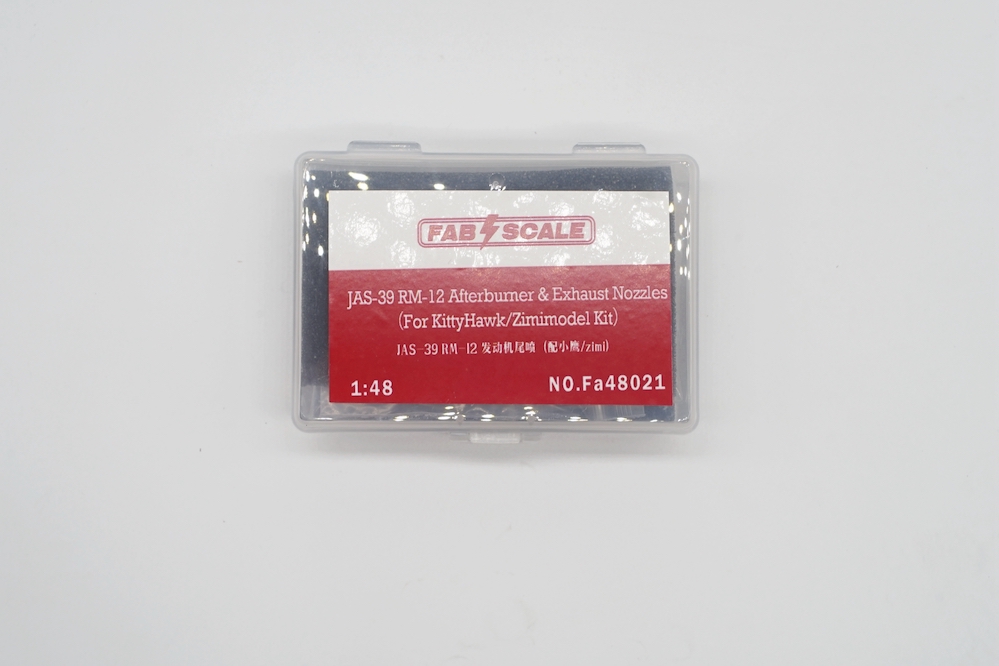 FAB SCALE
JAS-39 RM-12 Afterburner & Exhaust Nozzles
(For KittyHawk/Zimimodel Kit)
JAS-39 RM-12 发动机尾喷 (配小鹰/zimi)
1:48
NO.Fa48021